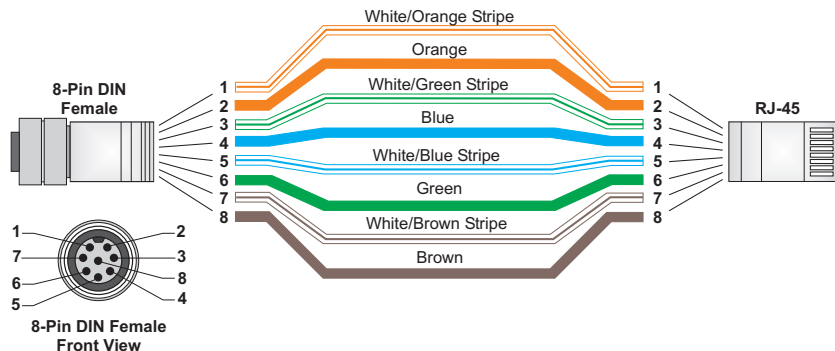 White/Orange Stripe
Orange
8-Pin DIN
Female
1
White/Green Stripe
1
2
2
RJ-45
3
Blue
3
4
4
5
White/Blue Stripe
5
6
Green
6
7
7
8
White/Brown Stripe
8
Brown
1
2
7
3
6
8
5
4
8-Pin DIN Female
Front View